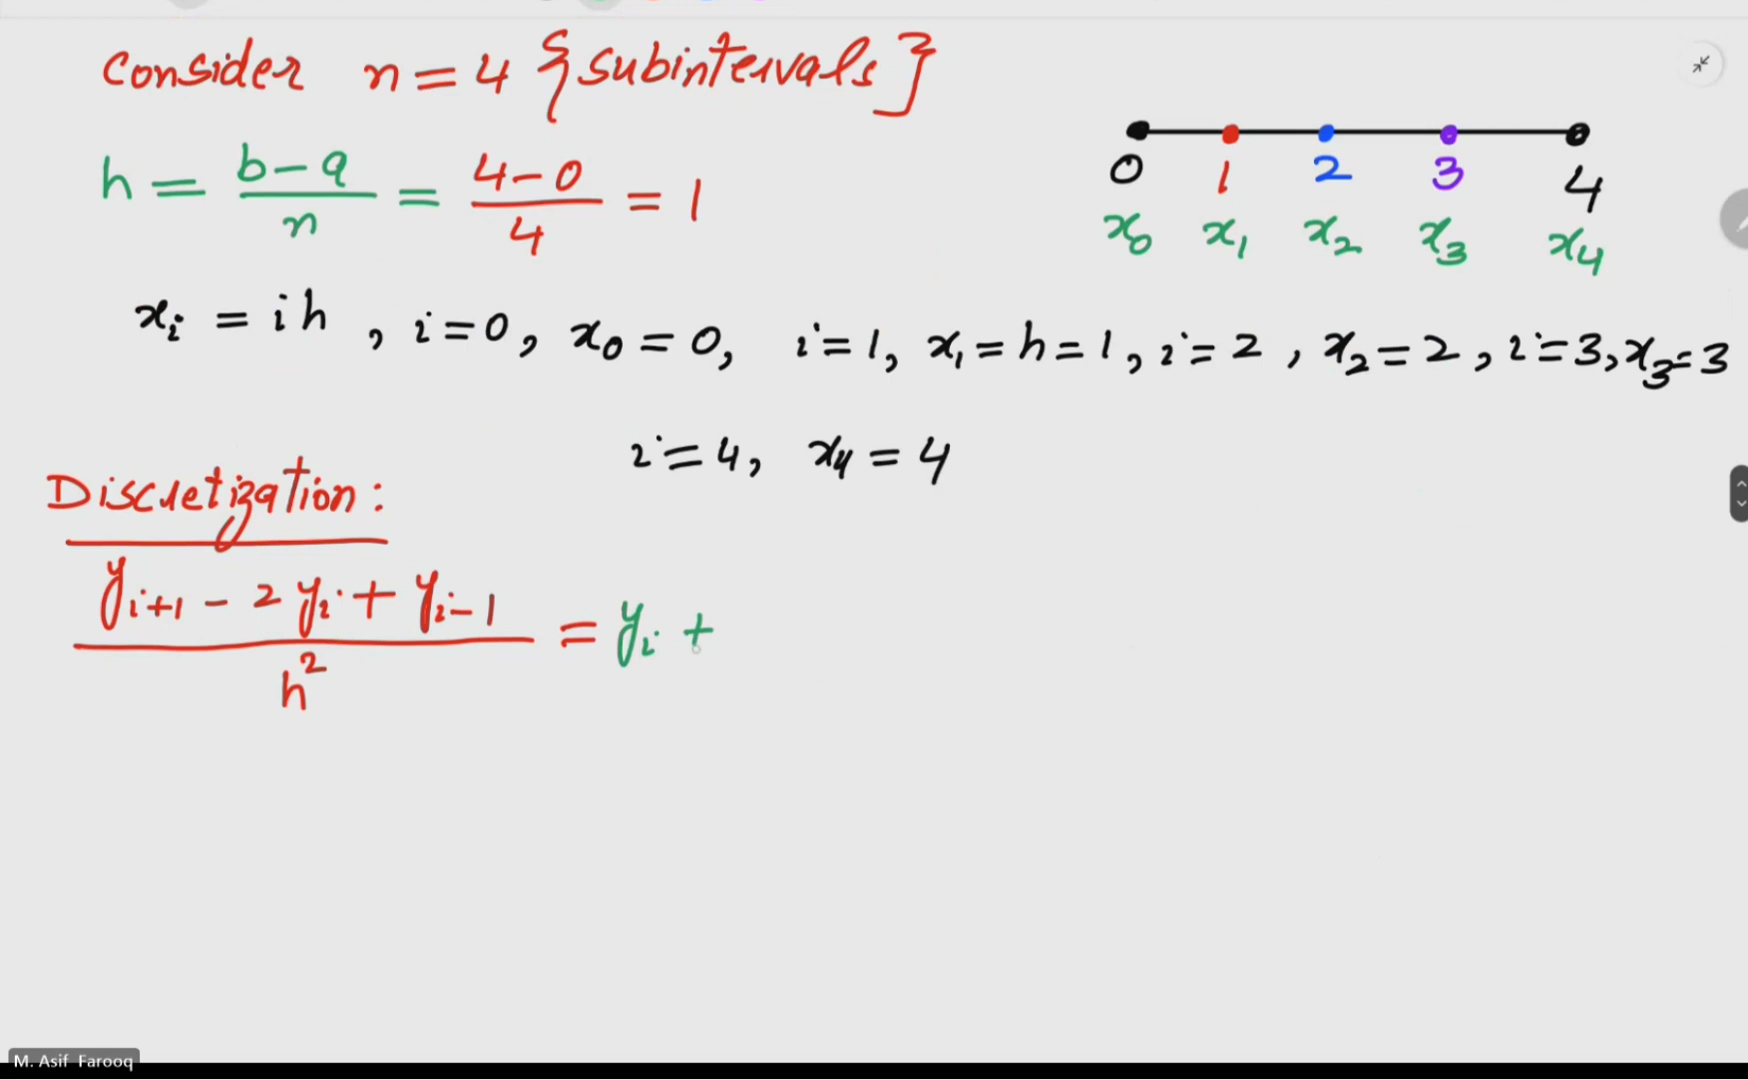 Consider n = 4 {subintervals}
h = b-a/n = 4-0/4 = 1
0 1 2 3 4
x₀ x₁ x₂ x₃ x₄
xᵢ = ih , i=0, x₀ = 0, i=1, x₁ = h = 1, i=2, x₂ = 2, i=3, x₃=3
i=4, x₄ = 4
Discretization:
yᵢ₊₁ - 2yᵢ + yᵢ₋₁/h² = yᵢ +
M. Asif Farooq